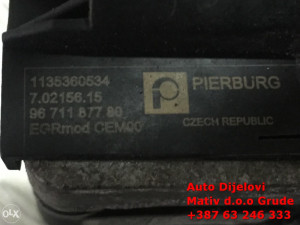 1135360534
7.02156.15
96 711 877 80
EGRmod CEM00
PIERBURG
CZECH REPUBLIC
Auto Dijelovi
Mativ d.o.o Grude
+387 63 246 333
olx